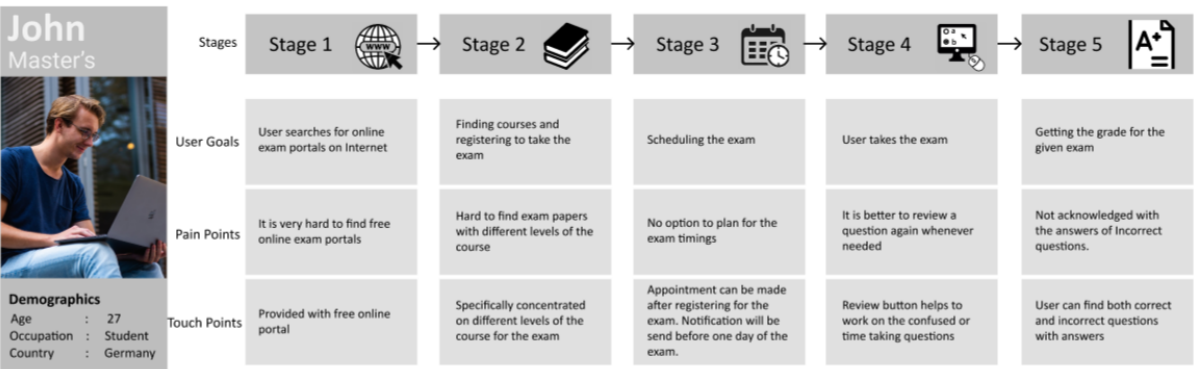 John
Master's
Demographics
Age : 27
Occupation : Student
Country : Germany
Stages
Stage 1
www
Stage 2
Stage 3
Stage 4
a
b
Stage 5
A+
User Goals
User searches for online
exam portals on Internet
Finding courses and
registering to take the
exam
Scheduling the exam
User takes the exam
Getting the grade for the
given exam
Pain Points
It is very hard to find free
online exam portals
Hard to find exam papers
with different levels of the
course
No option to plan for the
exam timings
It is better to review a
question again whenever
needed
Not acknowledged with
the answers of Incorrect
questions.
Touch Points
Provided with free online
portal
Specifically concentrated
on different levels of the
course for the exam
Appointment can be made
after registering for the
exam. Notification will be
send before one day of the
exam.
Review button helps to
work on the confused or
time taking questions
User can find both correct
and incorrect questions
with answers